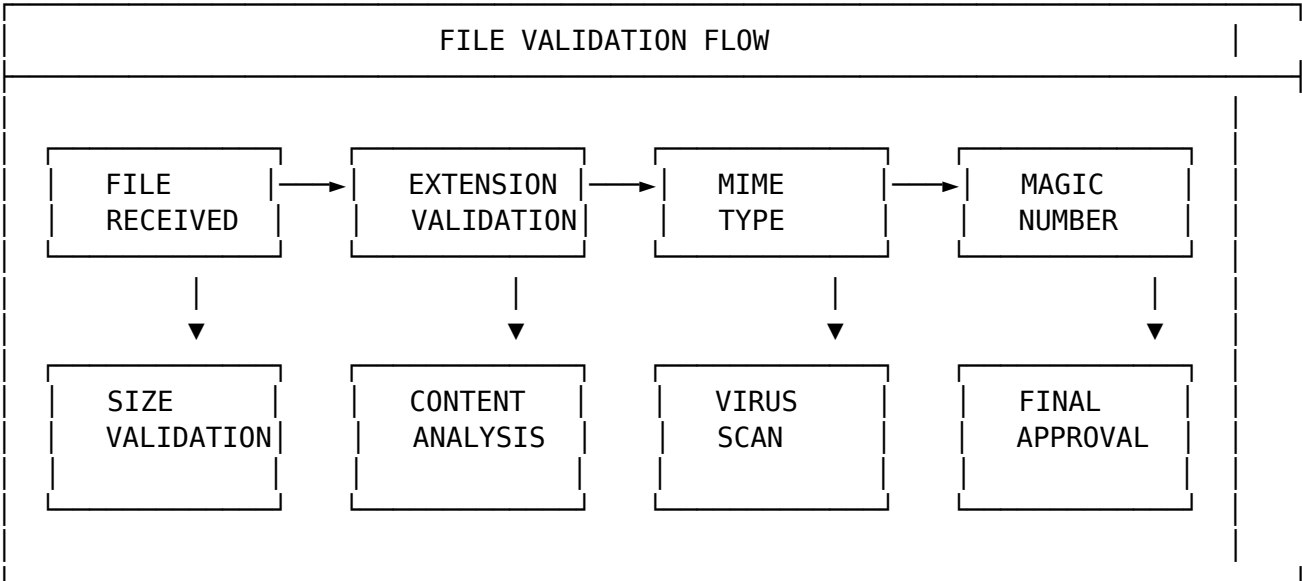 FILE VALIDATION FLOW
FILE RECEIVED
EXTENSION VALIDATION
MIME TYPE
MAGIC NUMBER
SIZE VALIDATION
CONTENT ANALYSIS
VIRUS SCAN
FINAL APPROVAL